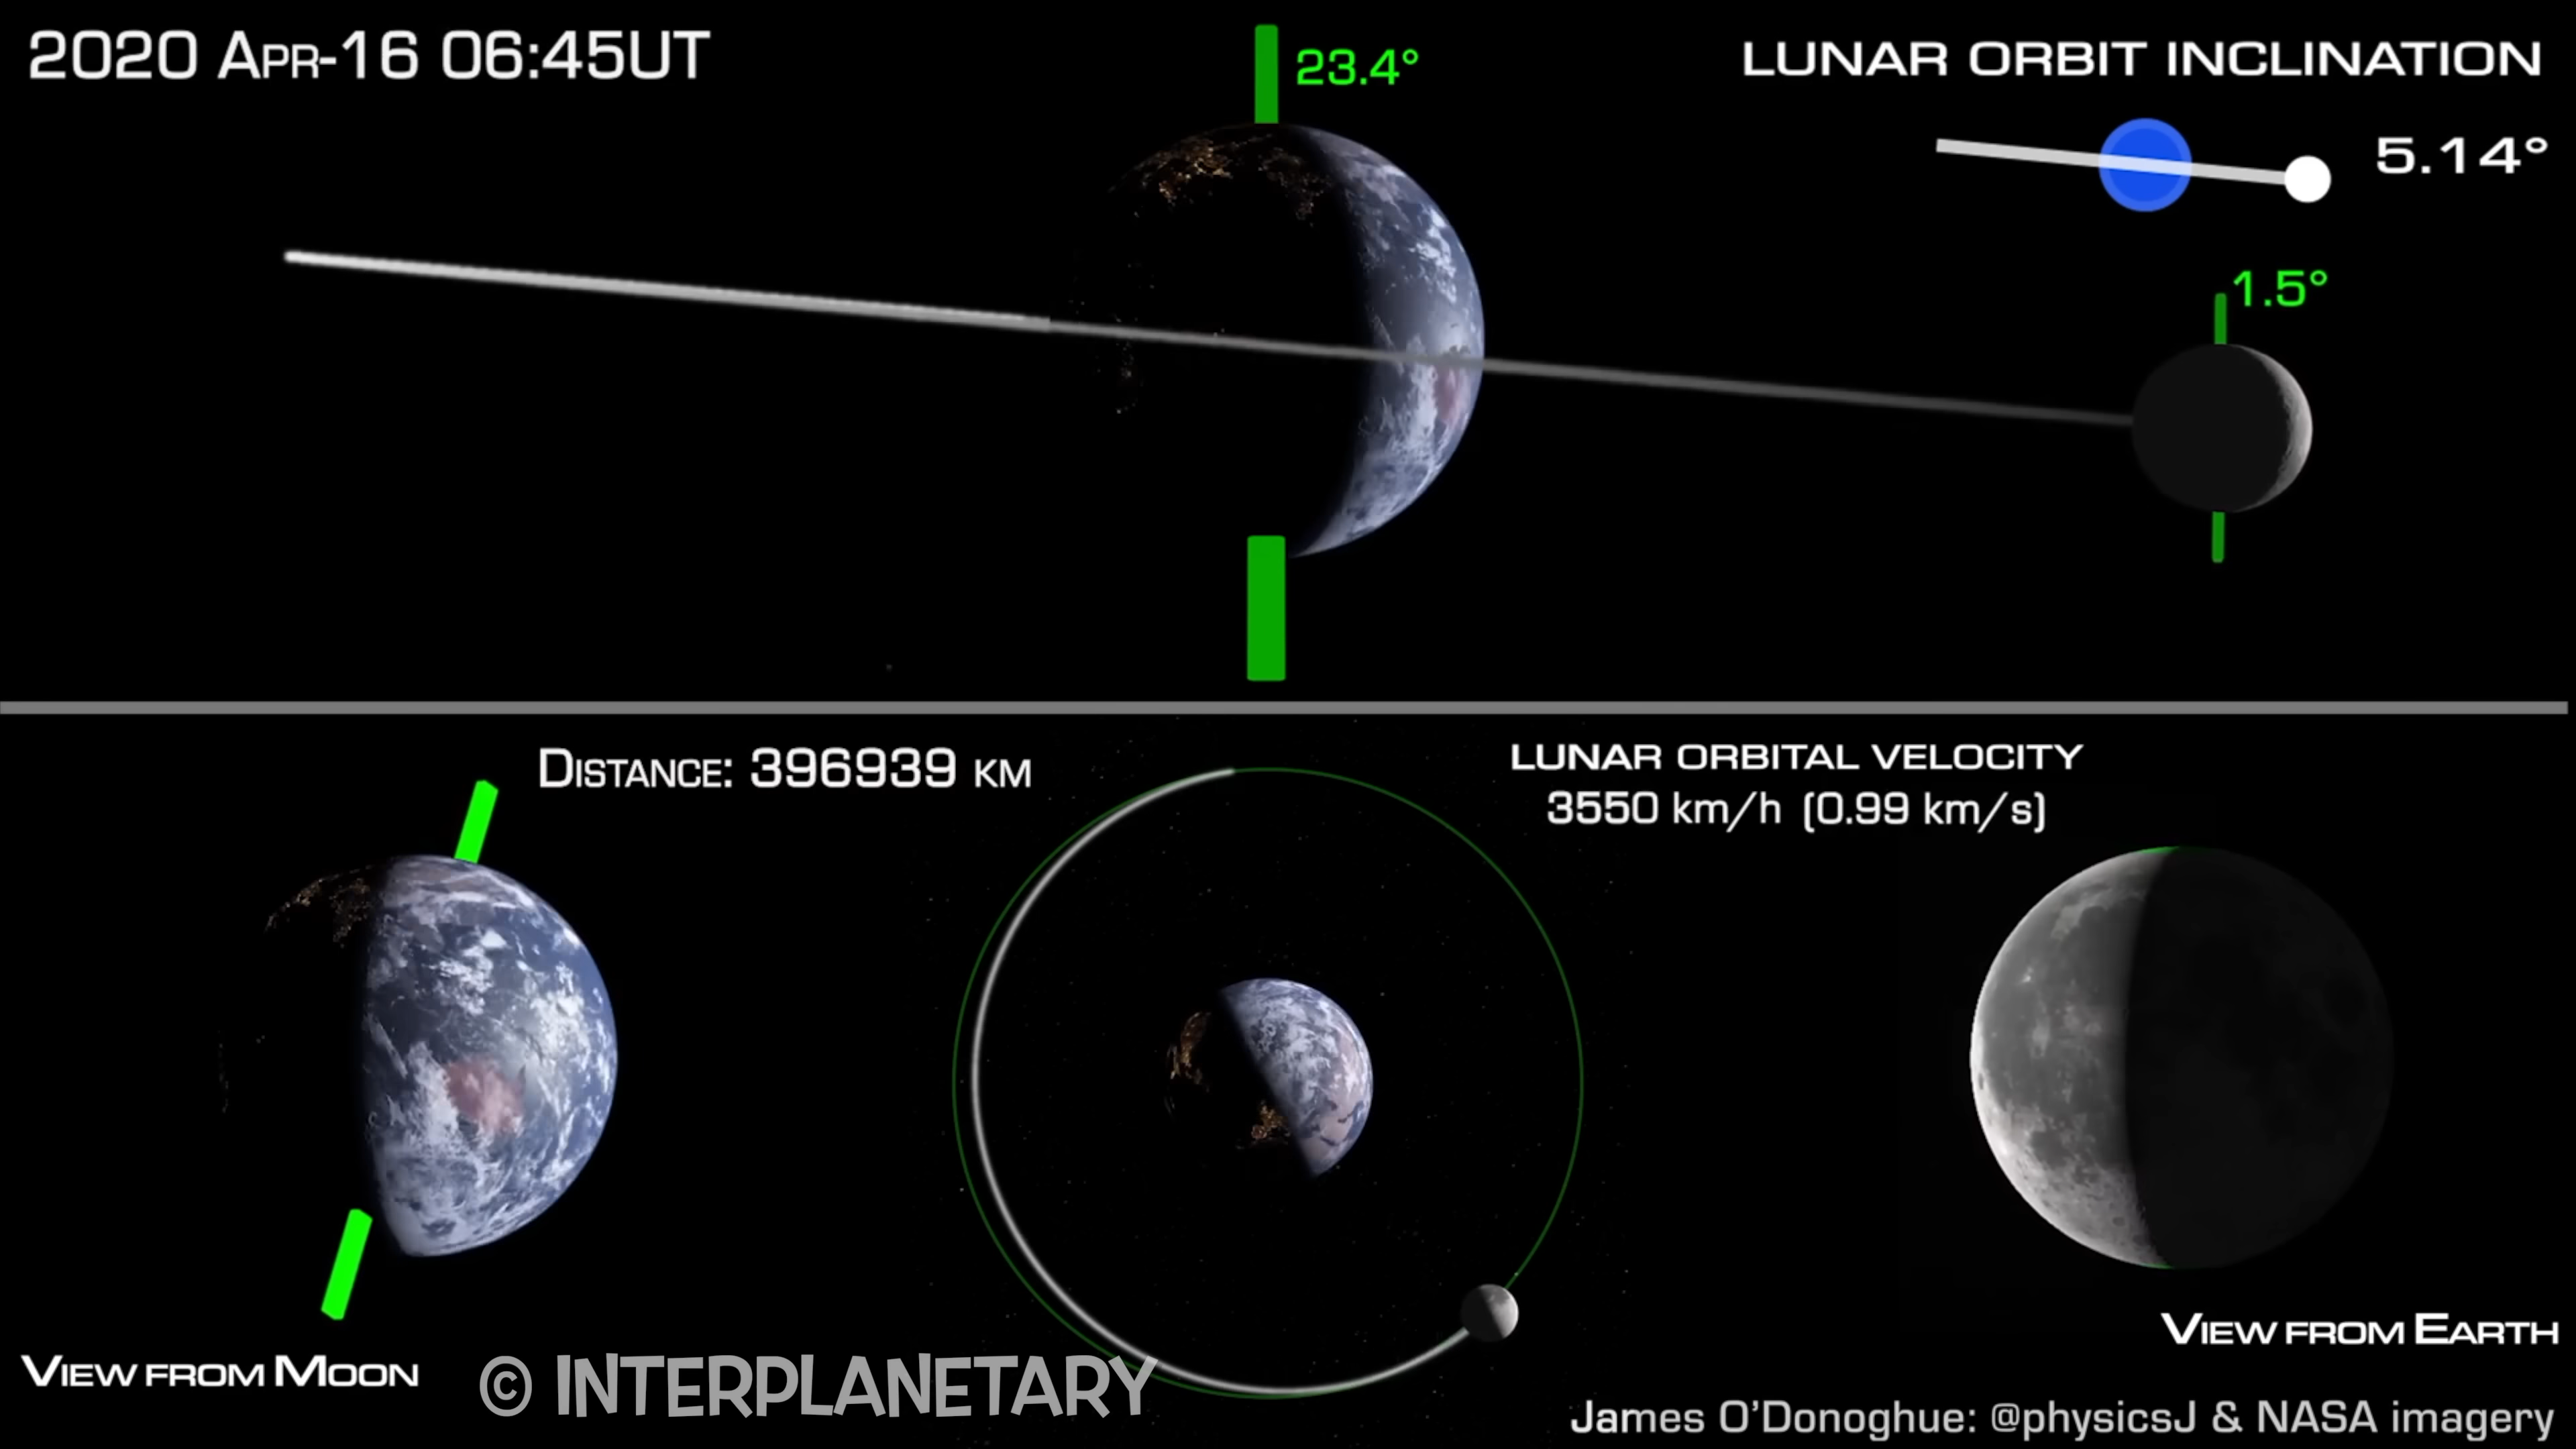 2020 Apr-16 06:45UT
23.4°
LUNAR ORBIT INCLINATION
5.14°
1.5°
Distance: 396939 km
LUNAR ORBITAL VELOCITY
3550 km/h (0.99 km/s)
View from Moon
© INTERPLANETARY
View from Earth
James O'Donoghue: @physicsJ & NASA imagery